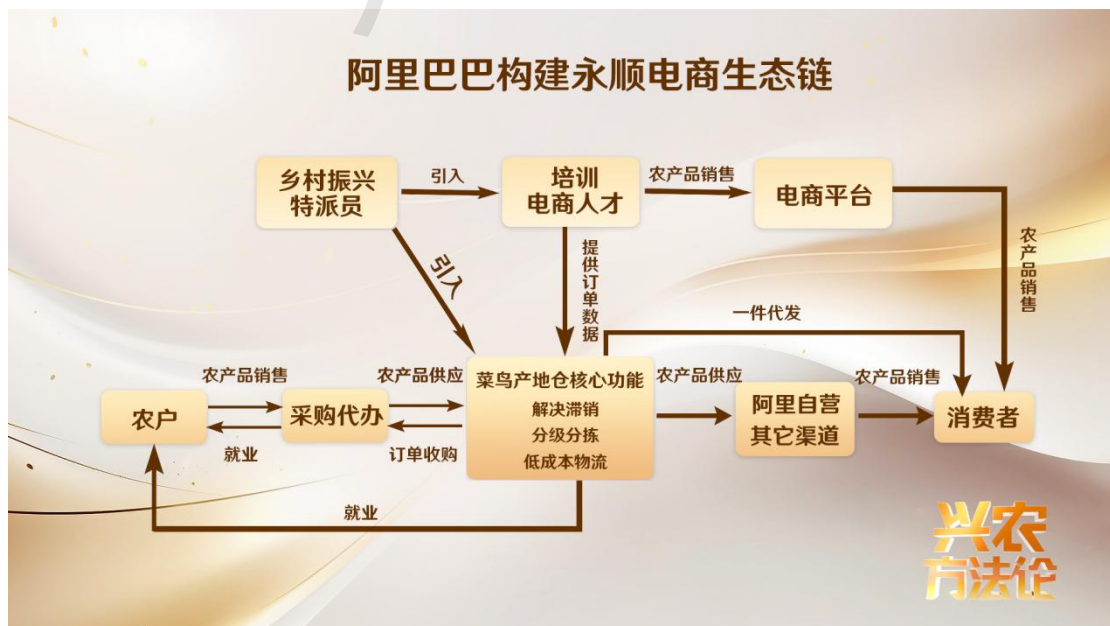 阿里巴巴构建永顺电商生态链
乡村振兴
特派员
引入
培训
电商人才
农产品销售
电商平台
引入
提供订单数据
农产品销售
一件代发
农户
农产品销售
就业
采购代办
农产品供应
订单收购
菜鸟产地仓核心功能
解决滞销
分级分拣
低成本物流
农产品供应
阿里自营
其它渠道
农产品销售
消费者
就业
兴农
方法论